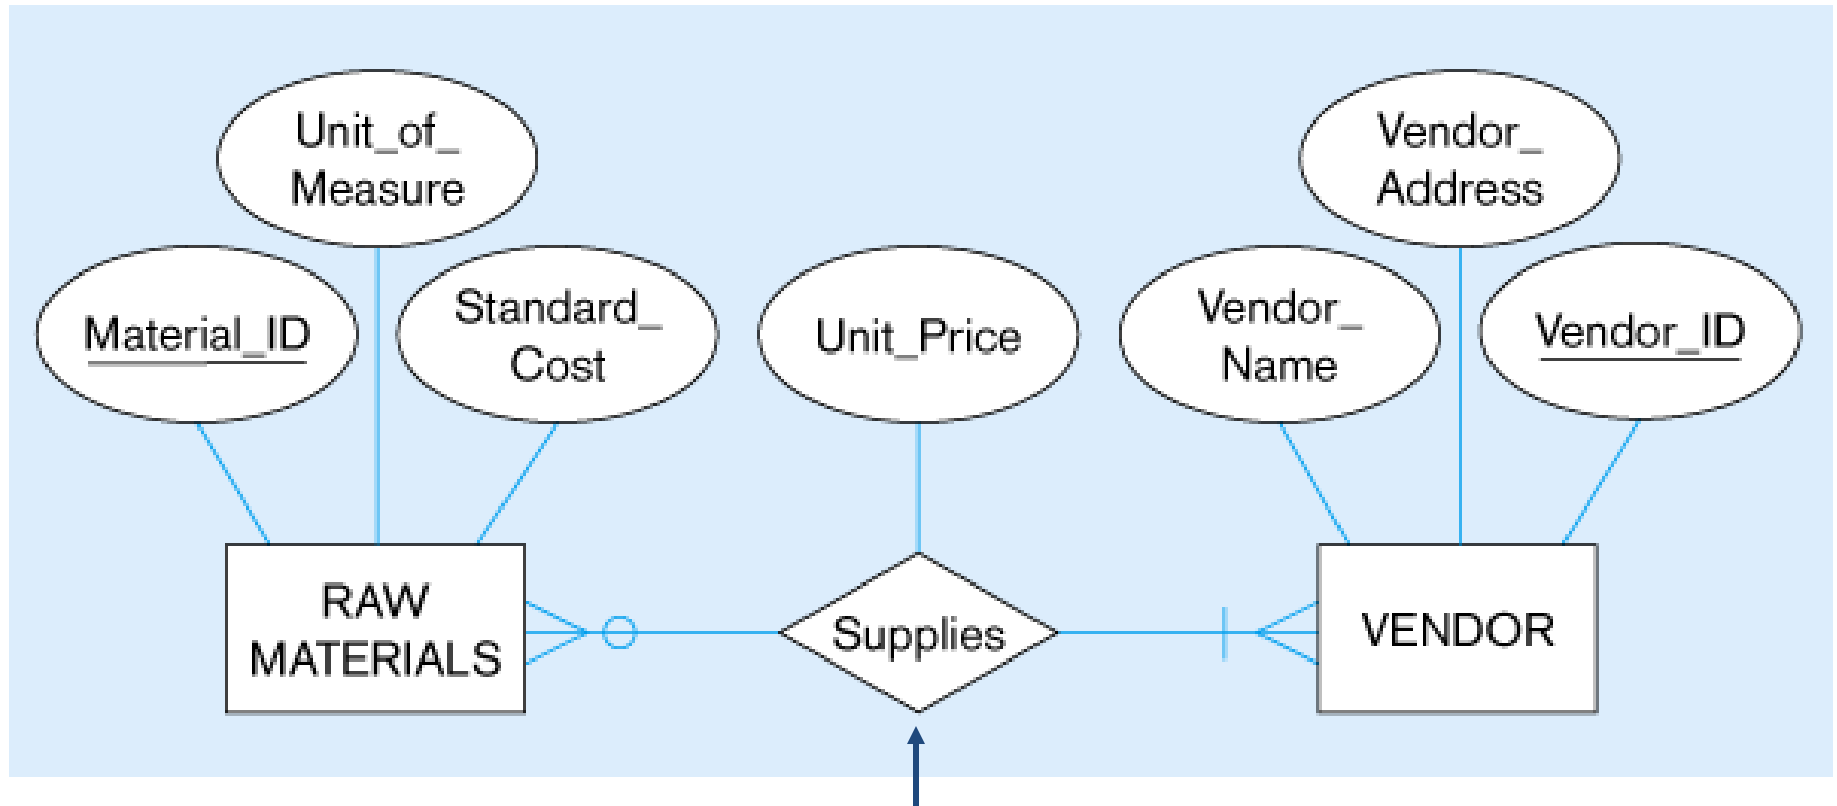 Unit_of_
Measure
Vendor_
Address
Material_ID
Standard_
Cost
Unit_Price
Vendor_
Name
Vendor_ID
RAW
MATERIALS
Supplies
VENDOR